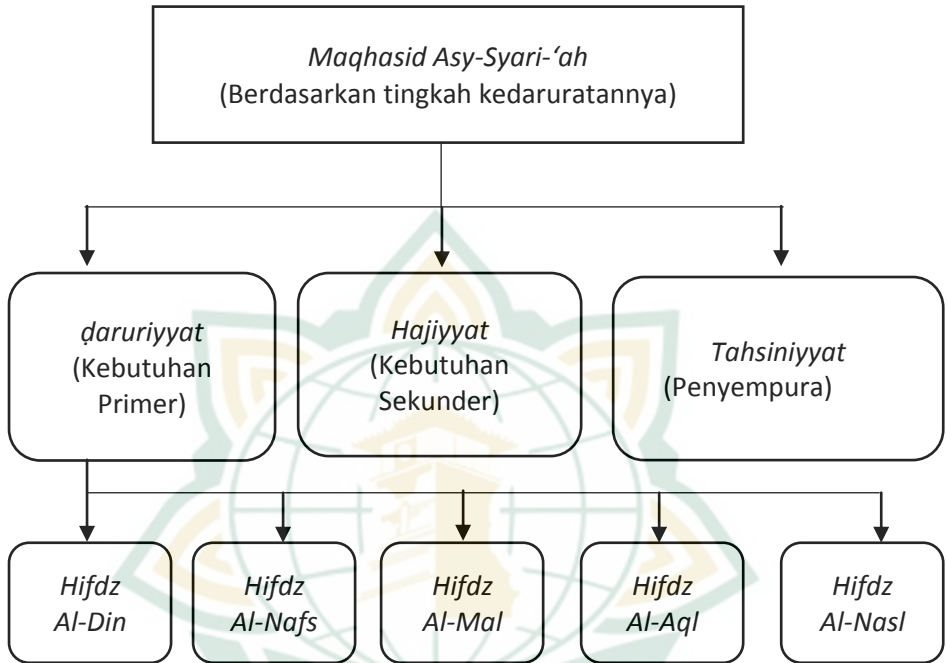 Maqhasid Asy-Syari-‘ah
(Berdasarkan tingkah kedaruratannya)
ḍaruriyyat
(Kebutuhan
Primer)
Hajiyyat
(Kebutuhan
Sekunder)
Tahsiniyyat
(Penyempura)
Hifdz
Al-Din
Hifdz
Al-Nafs
Hifdz
Al-Mal
Hifdz
Al-Aql
Hifdz
Al-Nasl